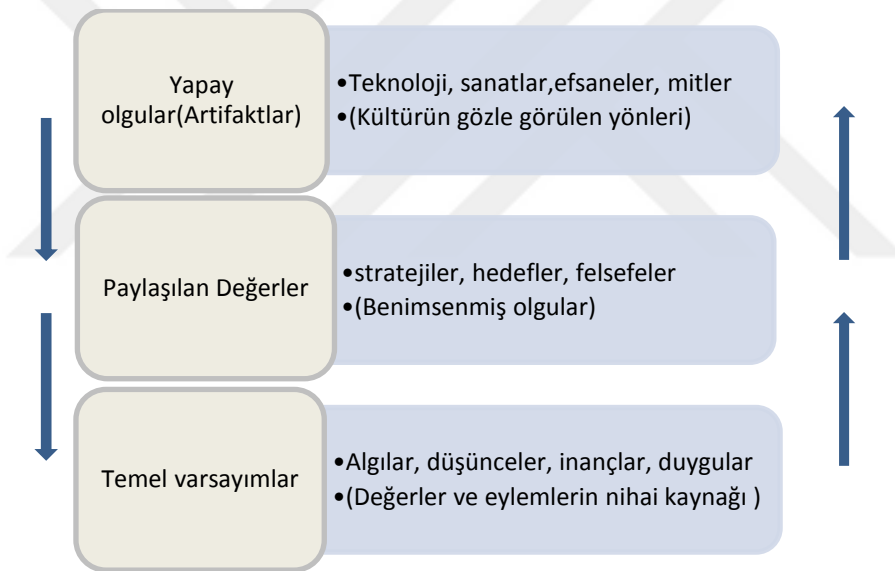 Yapay
olgular(Artifaktlar)
•Teknoloji, sanatlar,efsaneler, mitler
•(Kültürün gözle görülen yönleri)
Paylaşılan Değerler
•stratejiler, hedefler, felsefeler
•(Benimsenmiş olgular)
Temel varsayımlar
•Algılar, düşünceler, inançlar, duygular
•(Değerler ve eylemlerin nihai kaynağı )